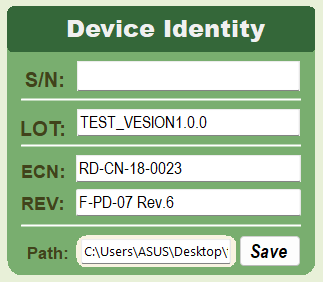 Device Identity
S/N:
LOT: TEST_VESION1.0.0
ECN: RD-CN-18-0023
REV: F-PD-07 Rev.6
Path: C:\Users\ASUS\Desktop\ Save